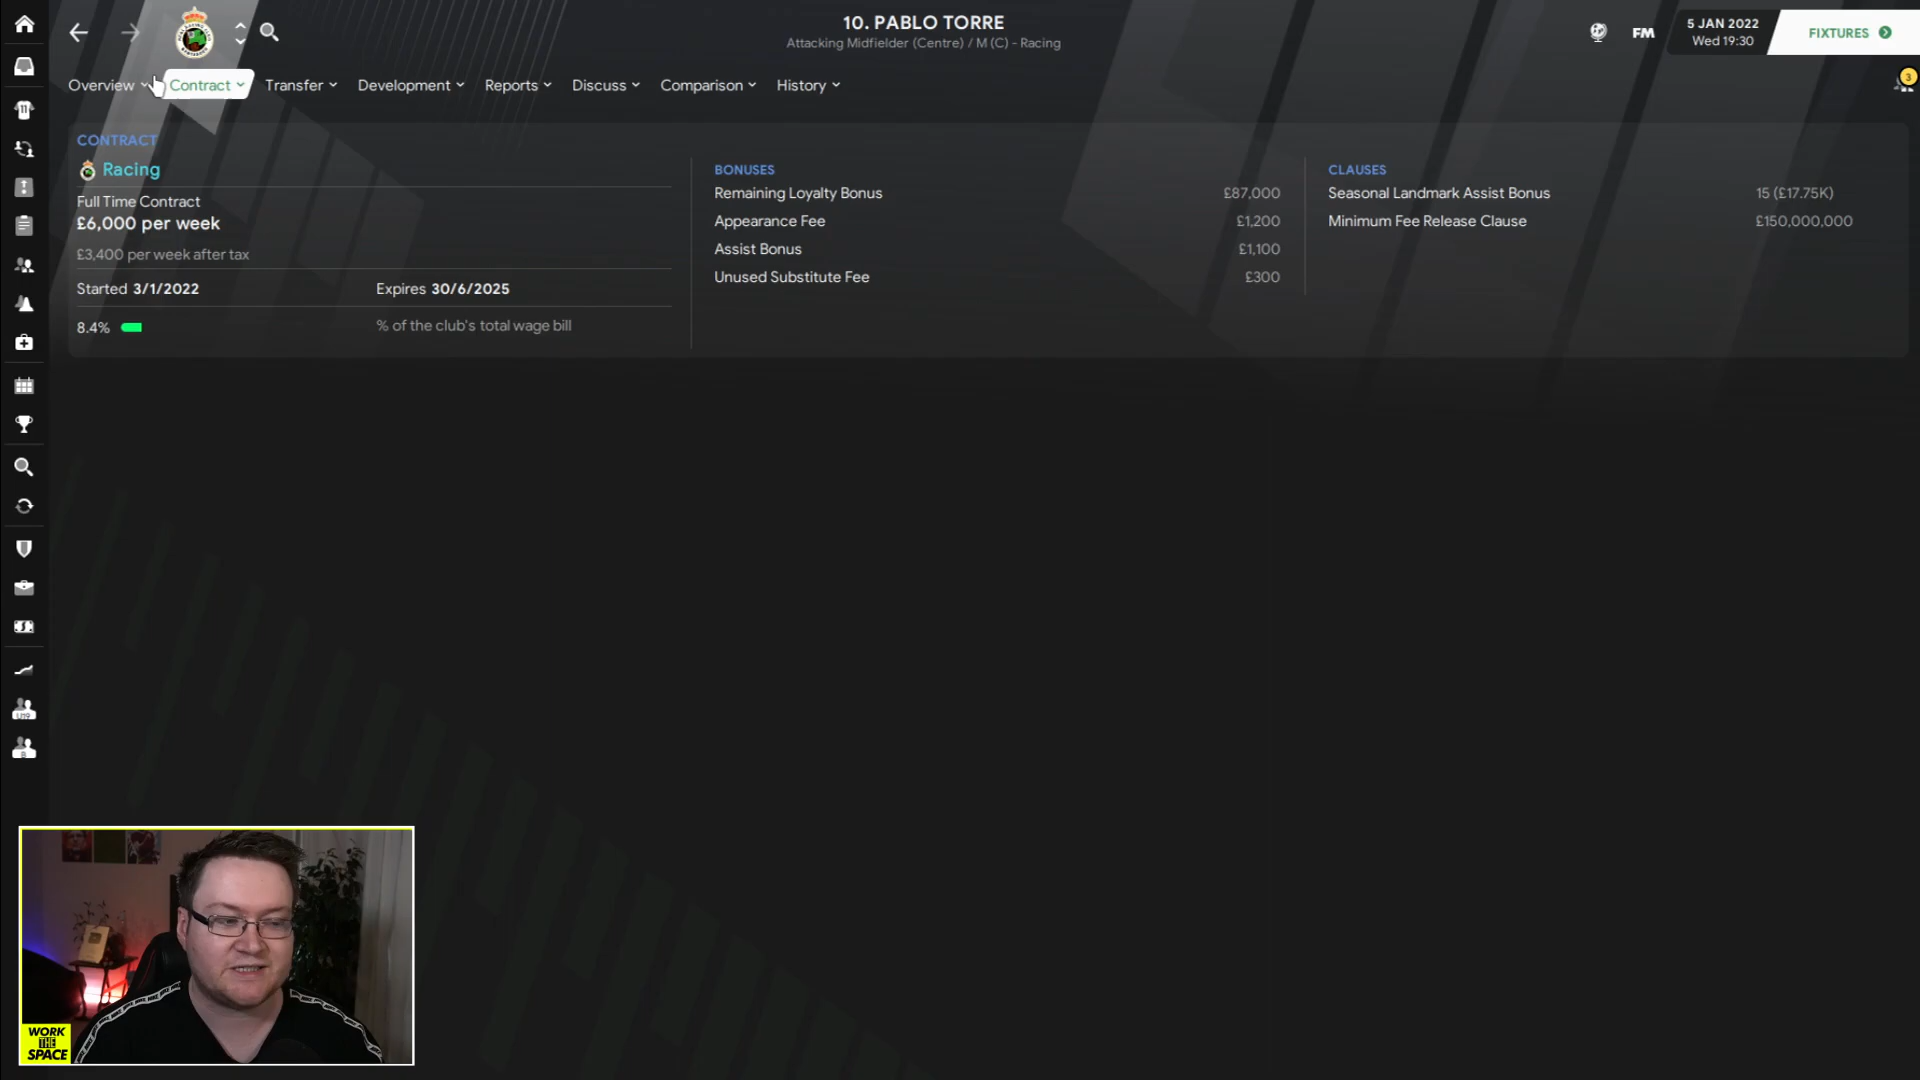 10. PABLO TORRE
Attacking Midfielder (Centre) / M (C) - Racing
FM
5 JAN 2022
Wed 19:30
FIXTURES
3
Overview
Contract
Transfer
Development
Reports
Discuss
Comparison
History
CONTRACT
Racing
Full Time Contract
£6,000 per week
£3,400 per week after tax
Started 3/1/2022
Expires 30/6/2025
8.4%
% of the club's total wage bill
BONUSES
Remaining Loyalty Bonus £87,000
Appearance Fee £1,200
Assist Bonus £1,100
Unused Substitute Fee £300
CLAUSES
Seasonal Landmark Assist Bonus 15 (£17.75K)
Minimum Fee Release Clause £150,000,000
U19
WORK
THE
SPACE